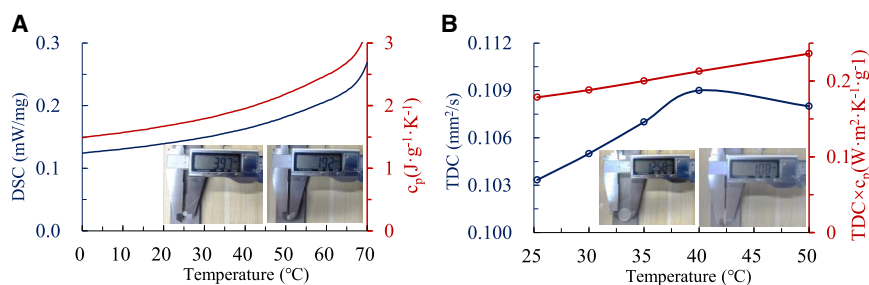 A
B
0.3
0.2
0.1
0.0
DSC (mW/mg)
3
2
1
0
cp(J·g-1·K-1)
0 10 20 30 40 50 60 70
Temperature (℃)
0.112
0.109
0.106
0.103
0.100
TDC (mm2/s)
0.2
0.1
0
TDC×cp(W·m2·K-1·g-1)
25 30 35 40 45 50
Temperature (℃)